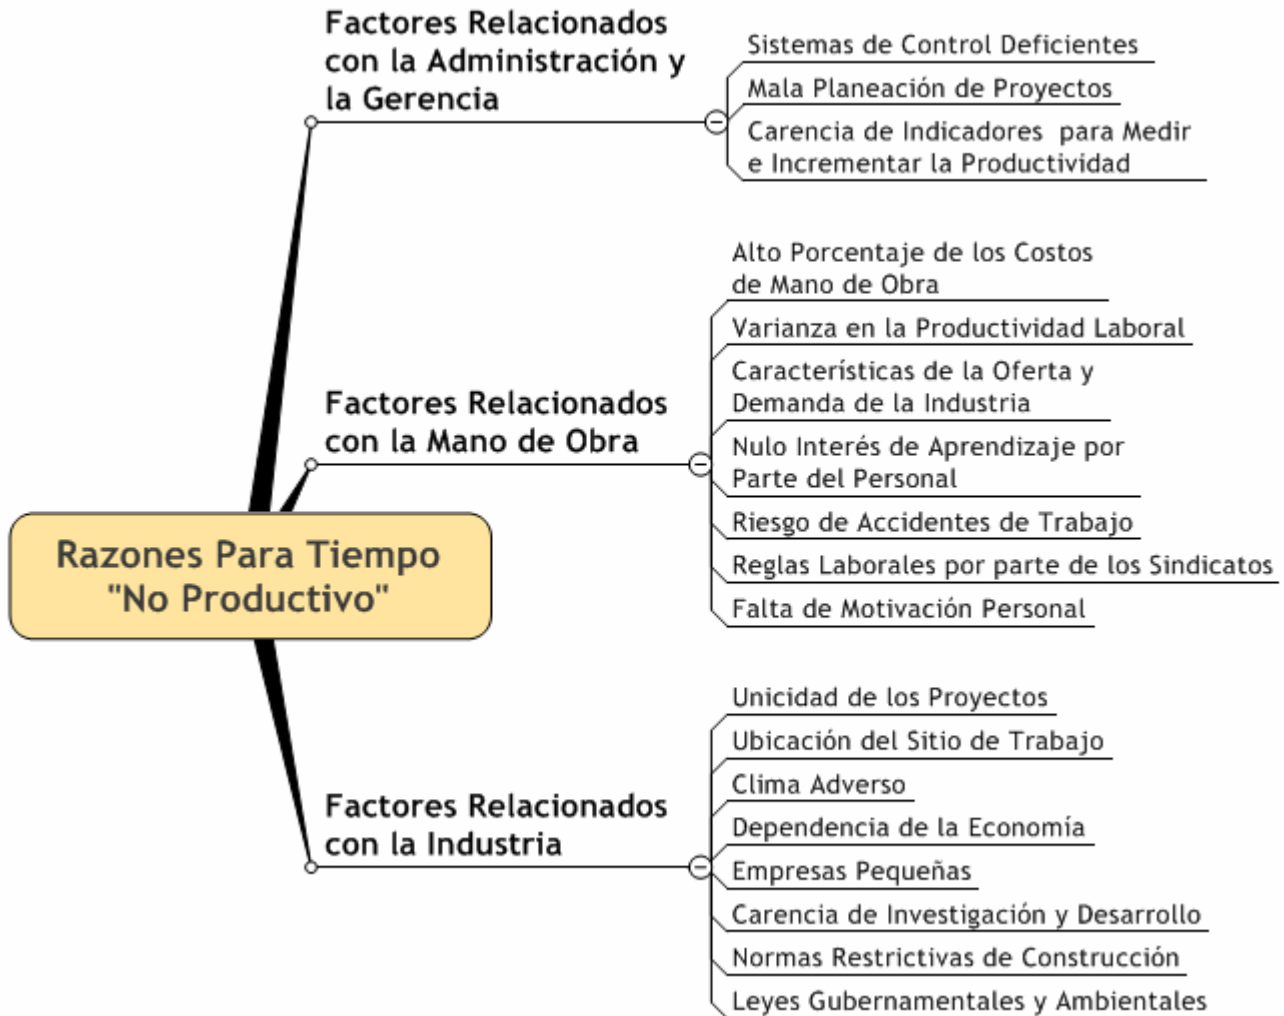 Factores Relacionados
con la Administración y
la Gerencia
Sistemas de Control Deficientes
Mala Planeación de Proyectos
Carencia de Indicadores  para Medir
e Incrementar la Productividad
Factores Relacionados
con la Mano de Obra
Alto Porcentaje de los Costos
de Mano de Obra
Varianza en la Productividad Laboral
Características de la Oferta y
Demanda de la Industria
Nulo Interés de Aprendizaje por
Parte del Personal
Riesgo de Accidentes de Trabajo
Reglas Laborales por parte de los Sindicatos
Falta de Motivación Personal
Razones Para Tiempo
"No Productivo"
Factores Relacionados
con la Industria
Unicidad de los Proyectos
Ubicación del Sitio de Trabajo
Clima Adverso
Dependencia de la Economía
Empresas Pequeñas
Carencia de Investigación y Desarrollo
Normas Restrictivas de Construcción
Leyes Gubernamentales y Ambientales